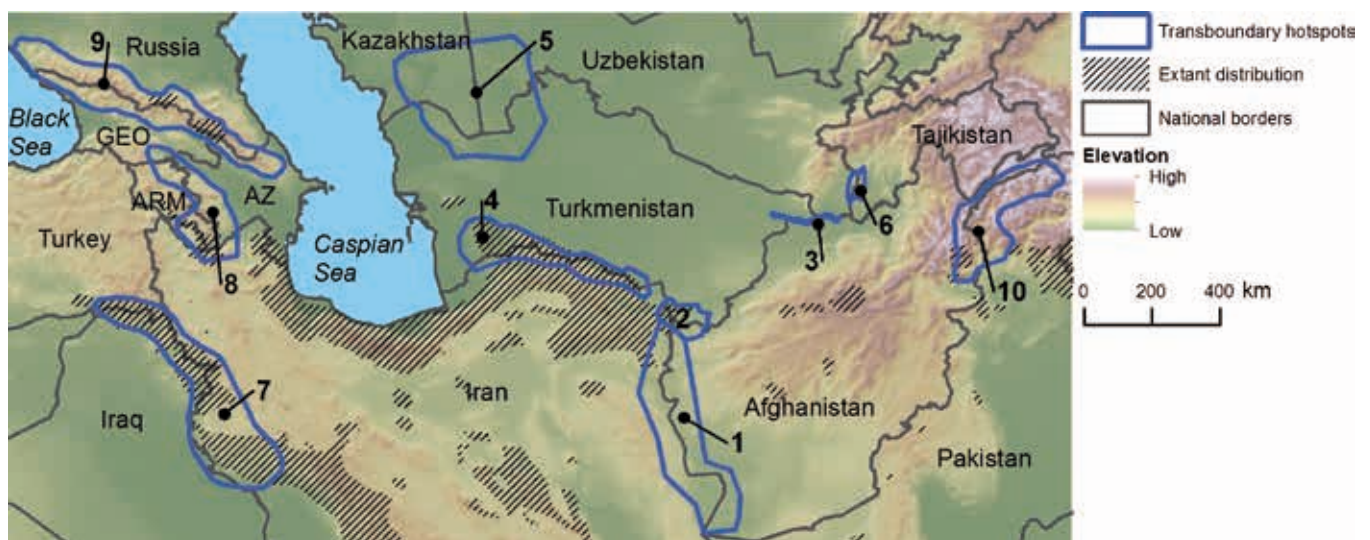 9
Russia
Kazakhstan
5
Uzbekistan
Black
Sea
GEO
Tajikistan
ARM
AZ
4
Turkmenistan
6
Turkey
Caspian
Sea
3
8
10
2
7
Iran
Iraq
Afghanistan
1
Pakistan
Transboundary hotspots
Extant distribution
National borders
Elevation
High
Low
0 200 400 km